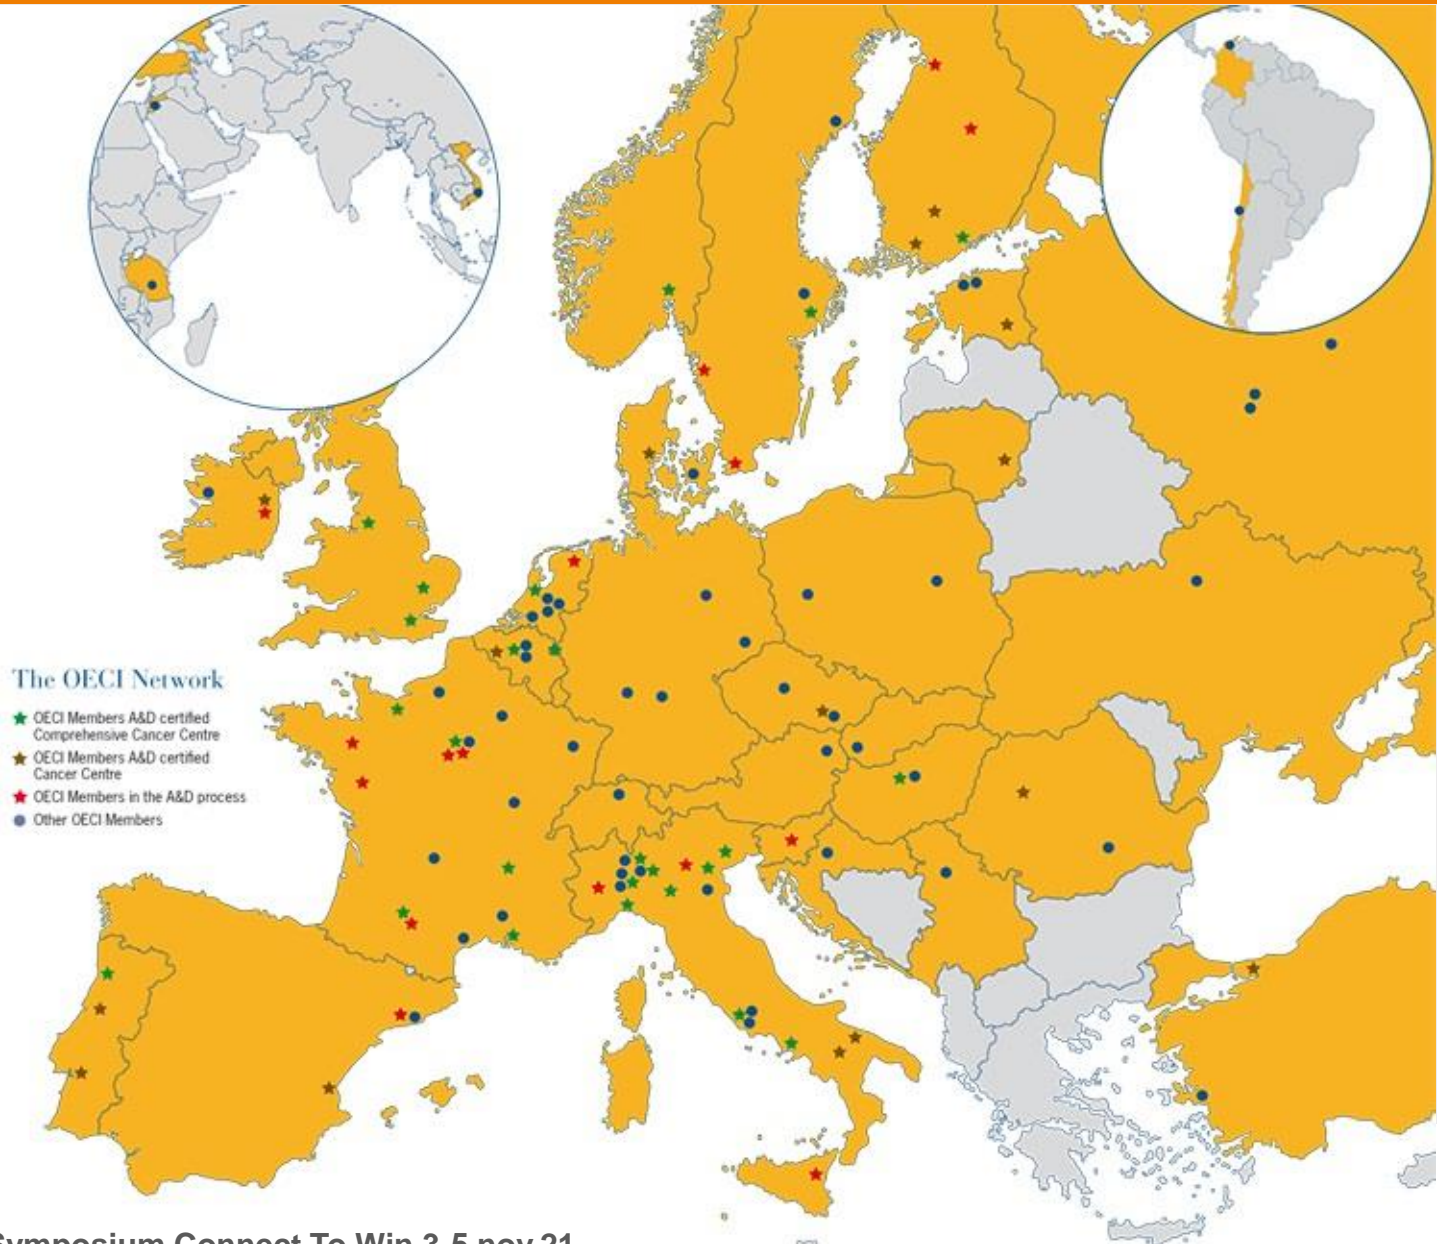 The OECI Network
OECI Members A&D certified
Comprehensive Cancer Centre
OECI Members A&D certified
Cancer Centre
OECI Members in the A&D process
Other OECI Members
Symposium Connect To Win 3-5 nov 21